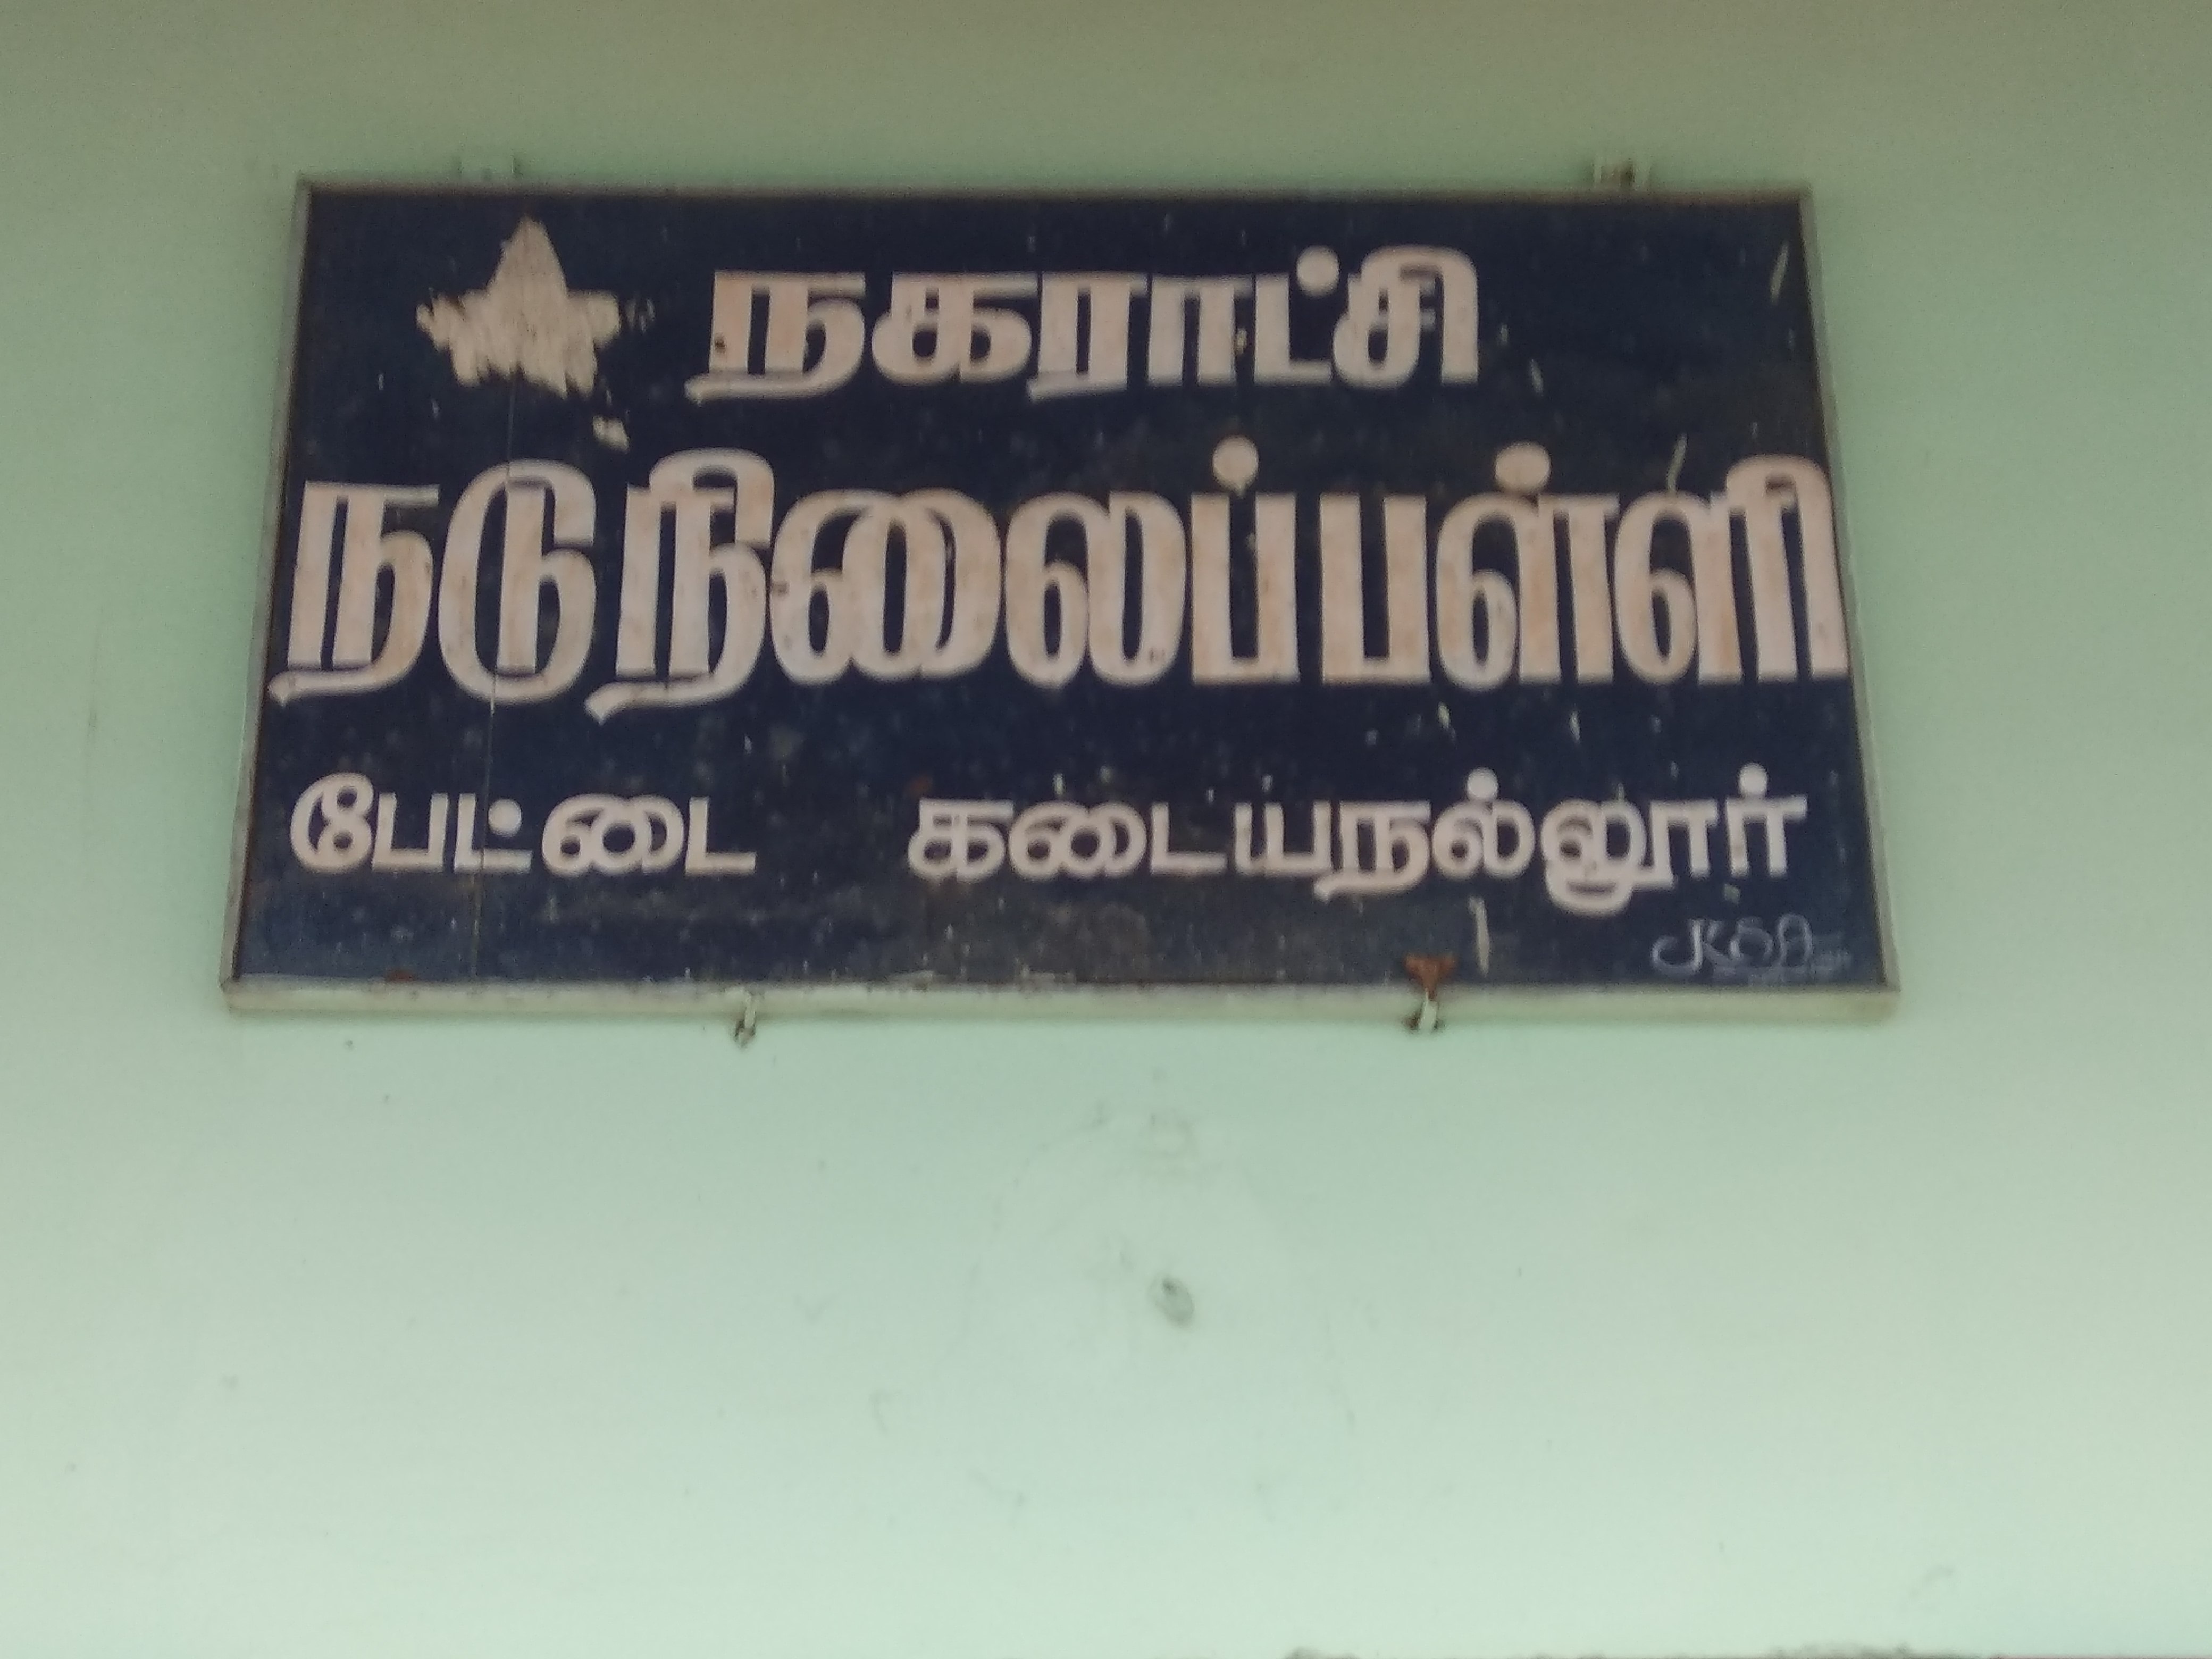 நகராட்சி
நடுநிலைப்பள்ளி
பேட்டை கடையநல்லூர்